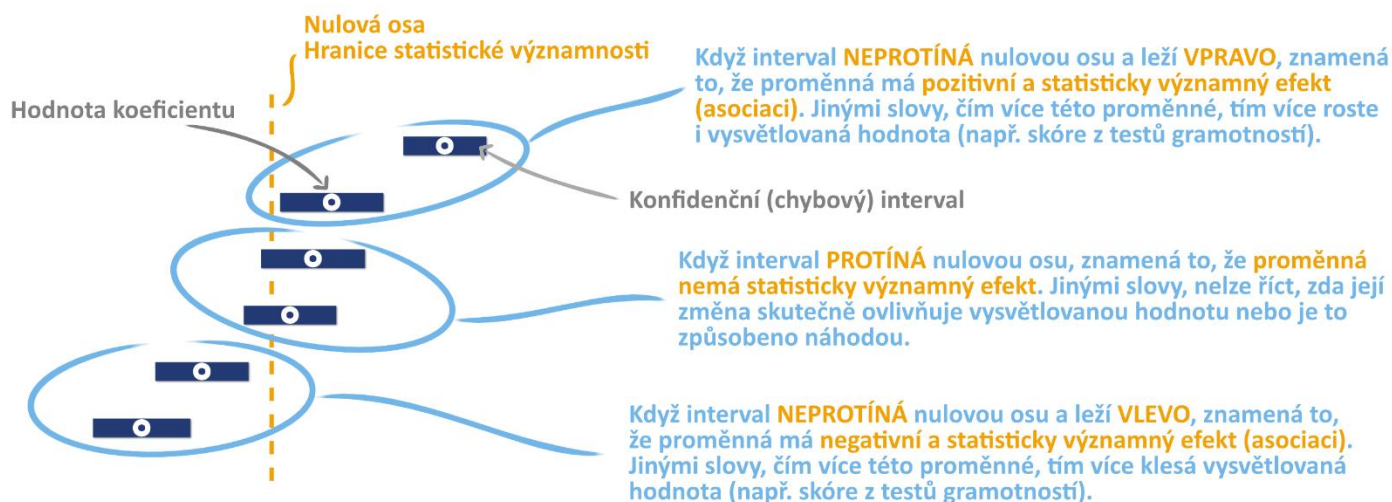 Nulová osa
Hranice statistické významnosti
Hodnota koeficientu
Když interval NEPROTÍNÁ nulovou osu a leží VPRAVO, znamená
to, že proměnná má pozitivní a statisticky významný efekt
(asociaci). Jinými slovy, čím více této proměnné, tím více roste
i vysvětlovaná hodnota (např. skóre z testů gramotností).
Konfidenční (chybový) interval
Když interval PROTÍNÁ nulovou osu, znamená to, že proměnná
nemá statisticky významný efekt. Jinými slovy, nelze říct, zda její
změna skutečně ovlivňuje vysvětlovanou hodnotu nebo je to
způsobeno náhodou.
Když interval NEPROTÍNÁ nulovou osu a leží VLEVO, znamená to,
že proměnná má negativní a statisticky významný efekt (asociaci).
Jinými slovy, čím více této proměnné, tím více klesá vysvětlovaná
hodnota (např. skóre z testů gramotností).